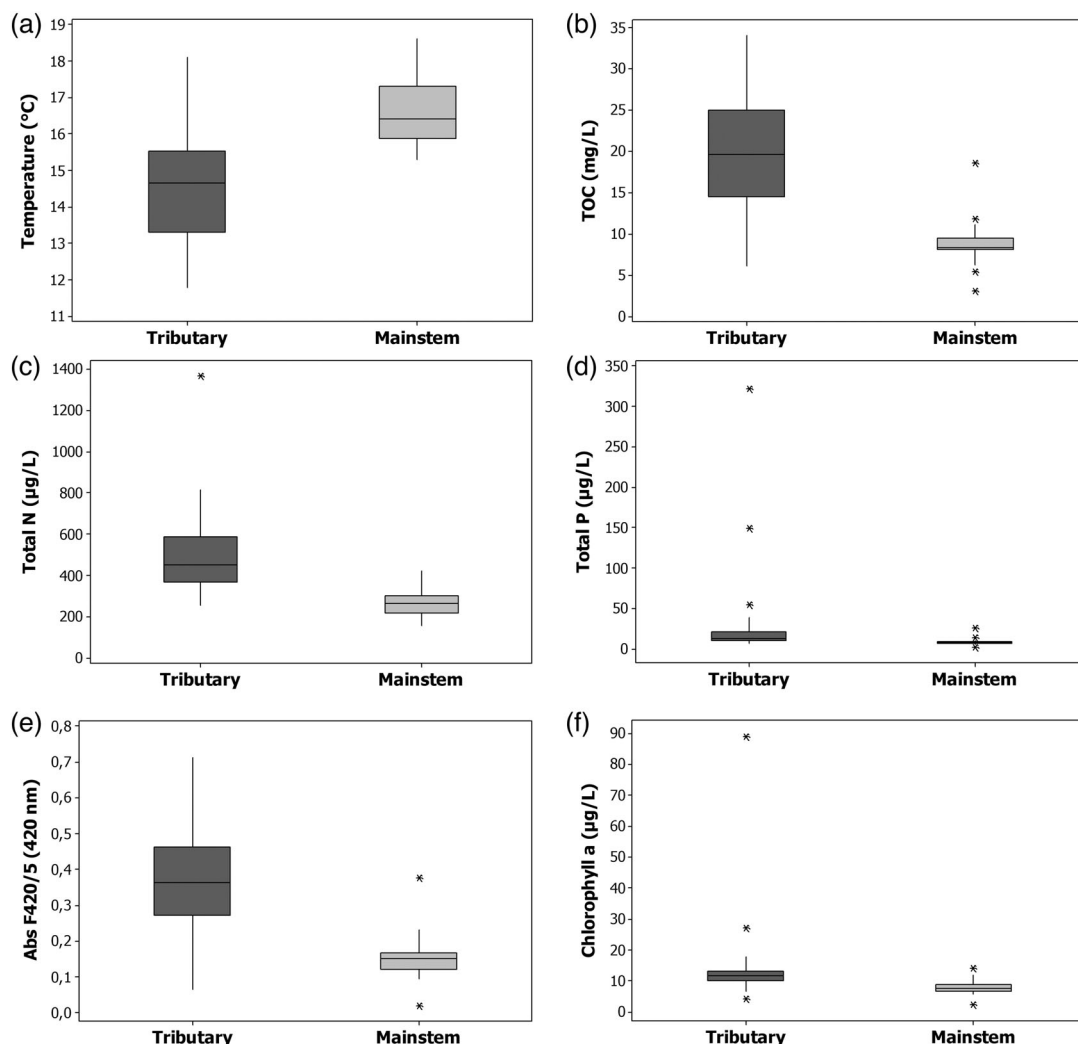 (a)
Temperature (°C)
19
18
17
16
15
14
13
12
11
Tributary Mainstem
(b)
TOC (mg/L)
35
30
25
20
15
10
5
0
Tributary Mainstem
(c)
Total N (µg/L)
1400
1200
1000
800
600
400
200
0
Tributary Mainstem
(d)
Total P (µg/L)
350
300
250
200
150
100
50
0
Tributary Mainstem
(e)
Abs F420/5 (420 nm)
0,8
0,7
0,6
0,5
0,4
0,3
0,2
0,1
0,0
Tributary Mainstem
(f)
Chlorophyll a (µg/L)
90
80
70
60
50
40
30
20
10
0
Tributary Mainstem